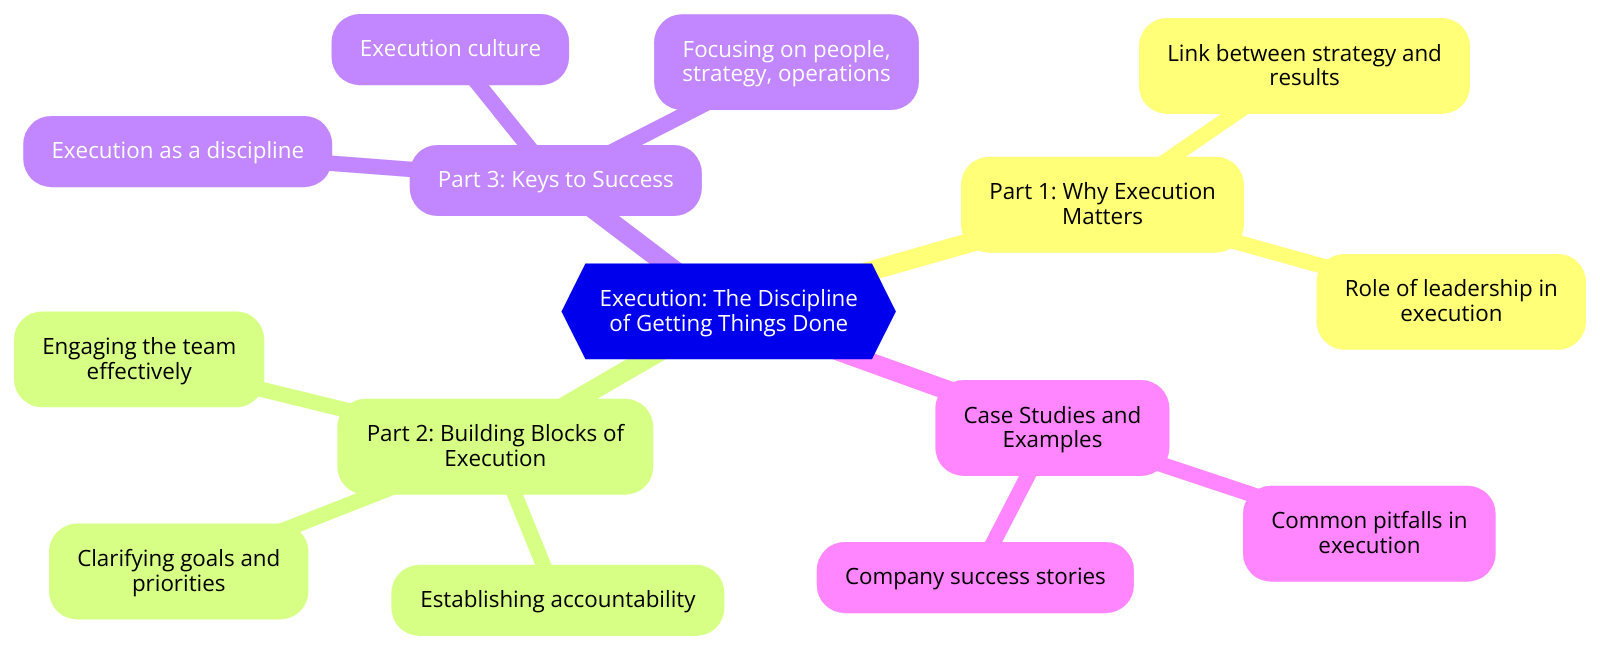 Execution: The Discipline
of Getting Things Done
Part 1: Why Execution
Matters
Link between strategy and
results
Role of leadership in
execution
Part 2: Building Blocks of
Execution
Engaging the team
effectively
Clarifying goals and
priorities
Establishing accountability
Part 3: Keys to Success
Execution as a discipline
Execution culture
Focusing on people,
strategy, operations
Case Studies and
Examples
Company success stories
Common pitfalls in
execution